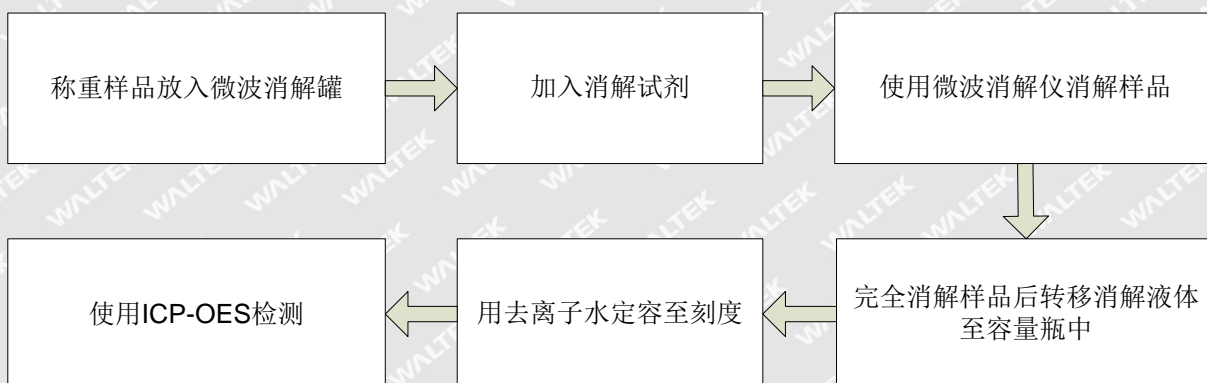 称重样品放入微波消解罐
加入消解试剂
使用微波消解仪消解样品
完全消解样品后转移消解液体
至容量瓶中
用去离子水定容至刻度
使用ICP-OES检测
WALTEK